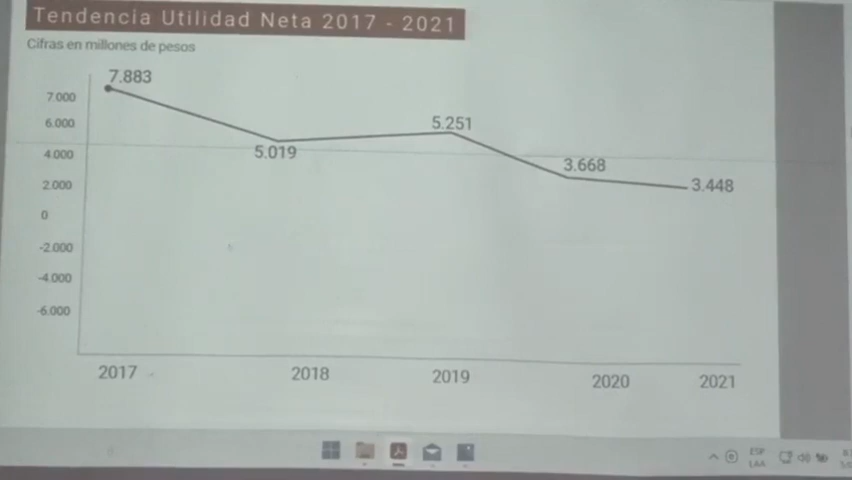 Tendencia Utilidad Neta 2017 - 2021
Cifras en millones de pesos
7.883
7.000
6.000
5.251
5.019
4.000
3.668
3.448
2.000
0
-2.000
-4.000
-6.000
2017 2018 2019 2020 2021
ESP
LAA